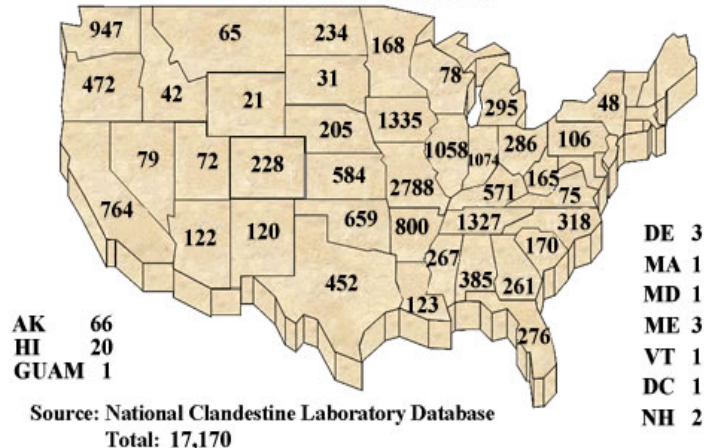 947 65 234 168
472 42 31 78
21 295 48
205 1335
79 72 228 1058 1074 286 106
584 2788 165 75
764 571
122 120 659 800 1327 318
267 170
452 385 261
123
276
AK 66
HI 20
GUAM 1
DE 3
MA 1
MD 1
ME 3
VT 1
DC 1
NH 2
Source: National Clandestine Laboratory Database
Total: 17,170